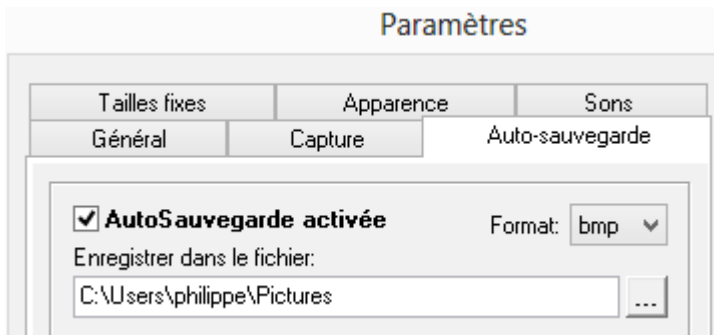 Paramètres
Tailles fixes Apparence Sons
Général Capture Auto-sauvegarde
AutoSauvegarde activée Format: bmp
Enregistrer dans le fichier:
C:\Users\philippe\Pictures ...